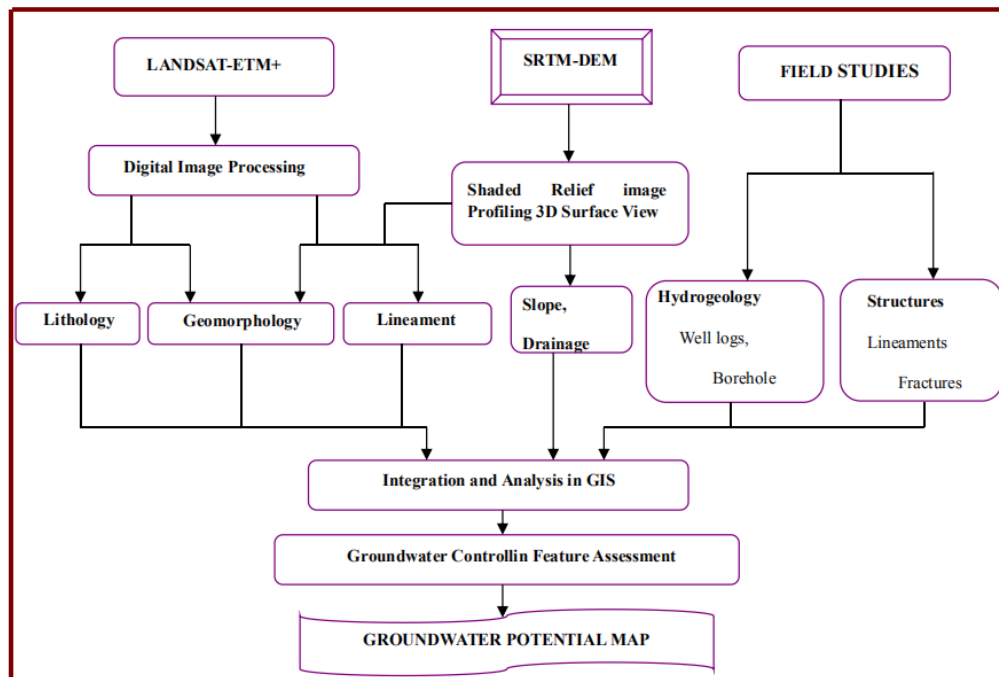 LANDSAT-ETM+
SRTM-DEM
FIELD STUDIES
Digital Image Processing
Shaded Relief image
Profiling 3D Surface View
Lithology
Geomorphology
Lineament
Slope,
Drainage
Hydrogeology
Well logs,
Borehole
Structures
Lineaments
Fractures
Integration and Analysis in GIS
Groundwater Controllin Feature Assessment
GROUNDWATER POTENTIAL MAP